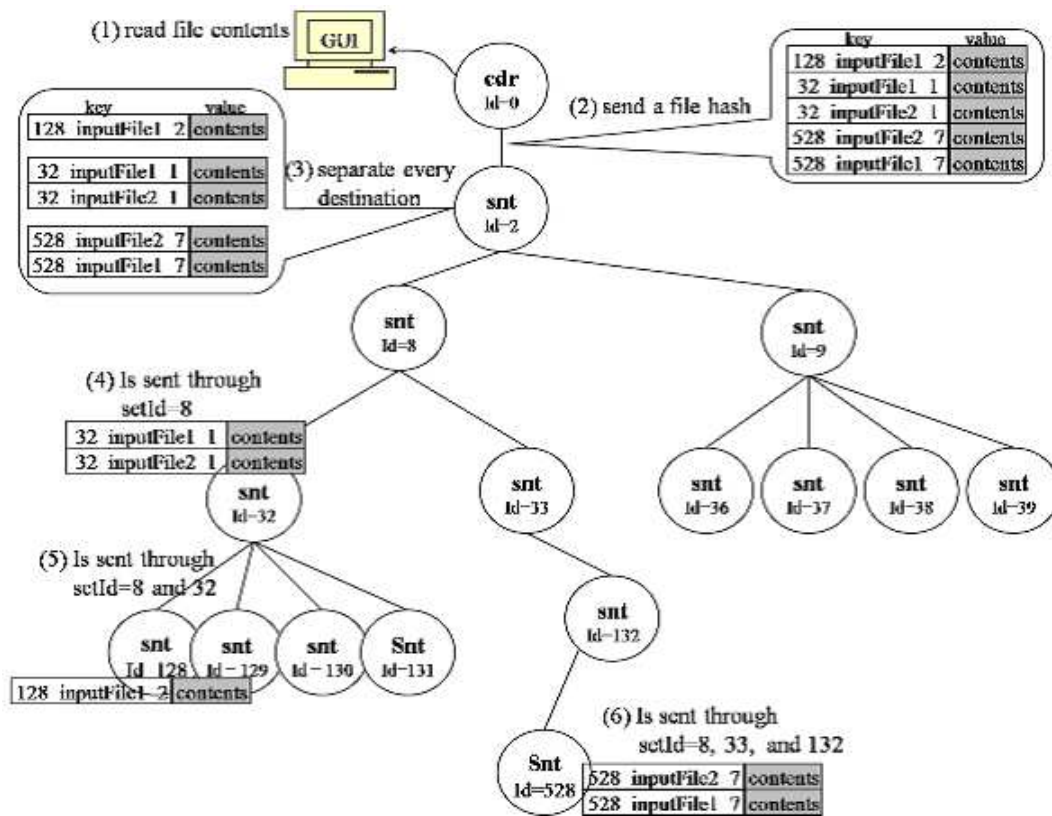 (1) read file contents
GUI
cdr
Id=0
(2) send a file hash
key value
128 inputFile1 2 contents
32 inputFile1 1 contents
32 inputFile2 1 contents
528 inputFile2 7 contents
528 inputFile1 7 contents
key value
128 inputFile1 2 contents
32 inputFile1 1 contents
32 inputFile2 1 contents
528 inputFile2 7 contents
528 inputFile1 7 contents
(3) separate every
destination
snt
Id=2
snt
Id=8
snt
Id=9
(4) Is sent through
setId=8
32 inputFile1 1 contents
32 inputFile2 1 contents
snt
Id=32
snt
Id=33
snt
Id=36
snt
Id=37
snt
Id=38
snt
Id=39
(5) Is sent through
setId=8 and 32
snt
Id 128
snt
Id=129
snt
Id=130
Snt
Id=131
128 inputFile1 2 contents
snt
Id=132
(6) Is sent through
setId=8, 33, and 132
Snt
Id=528
528 inputFile2 7 contents
528 inputFile1 7 contents